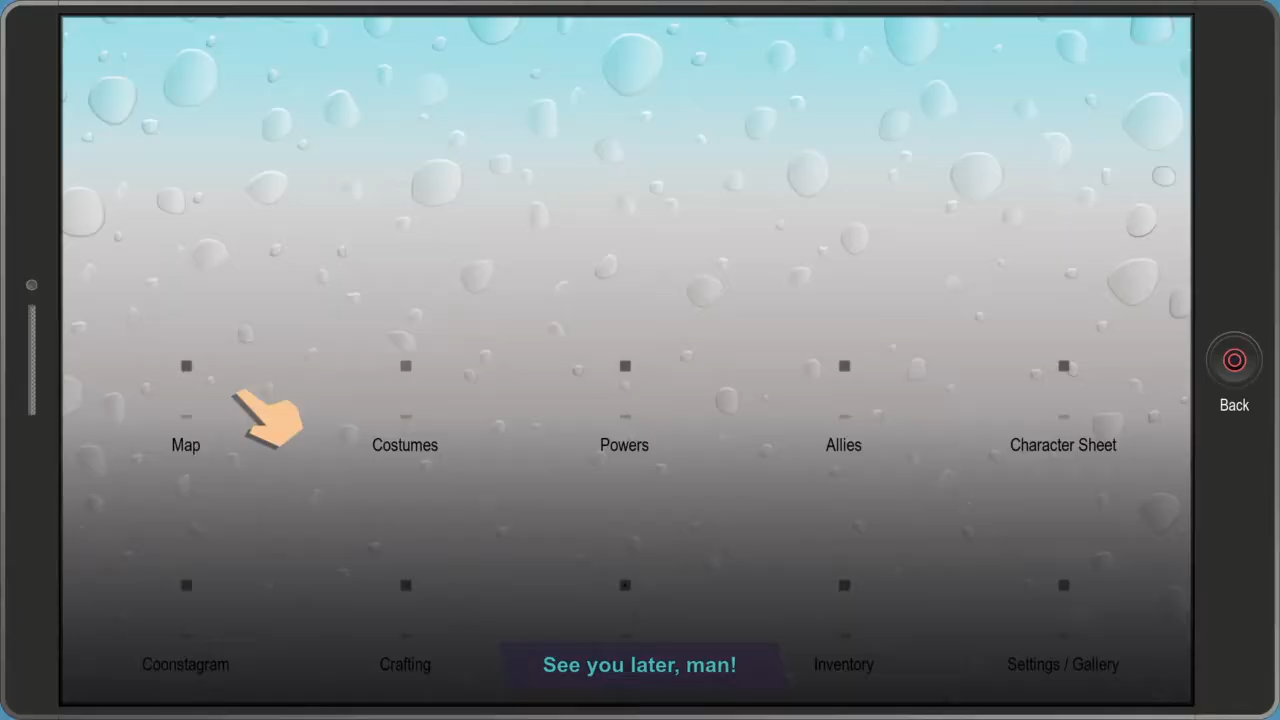 Back
Map
Costumes
Powers
Allies
Character Sheet
Coonstagram
Crafting
See you later, man!
Inventory
Settings / Gallery